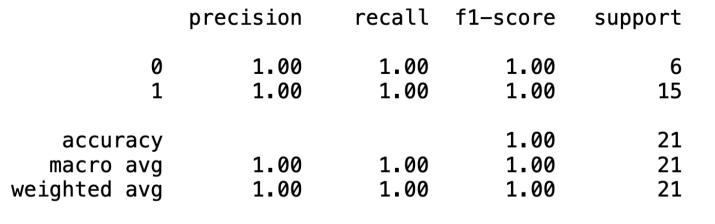 precision recall f1-score support
0 1.00 1.00 1.00 6
1 1.00 1.00 1.00 15
accuracy 1.00 21
macro avg 1.00 1.00 1.00 21
weighted avg 1.00 1.00 1.00 21